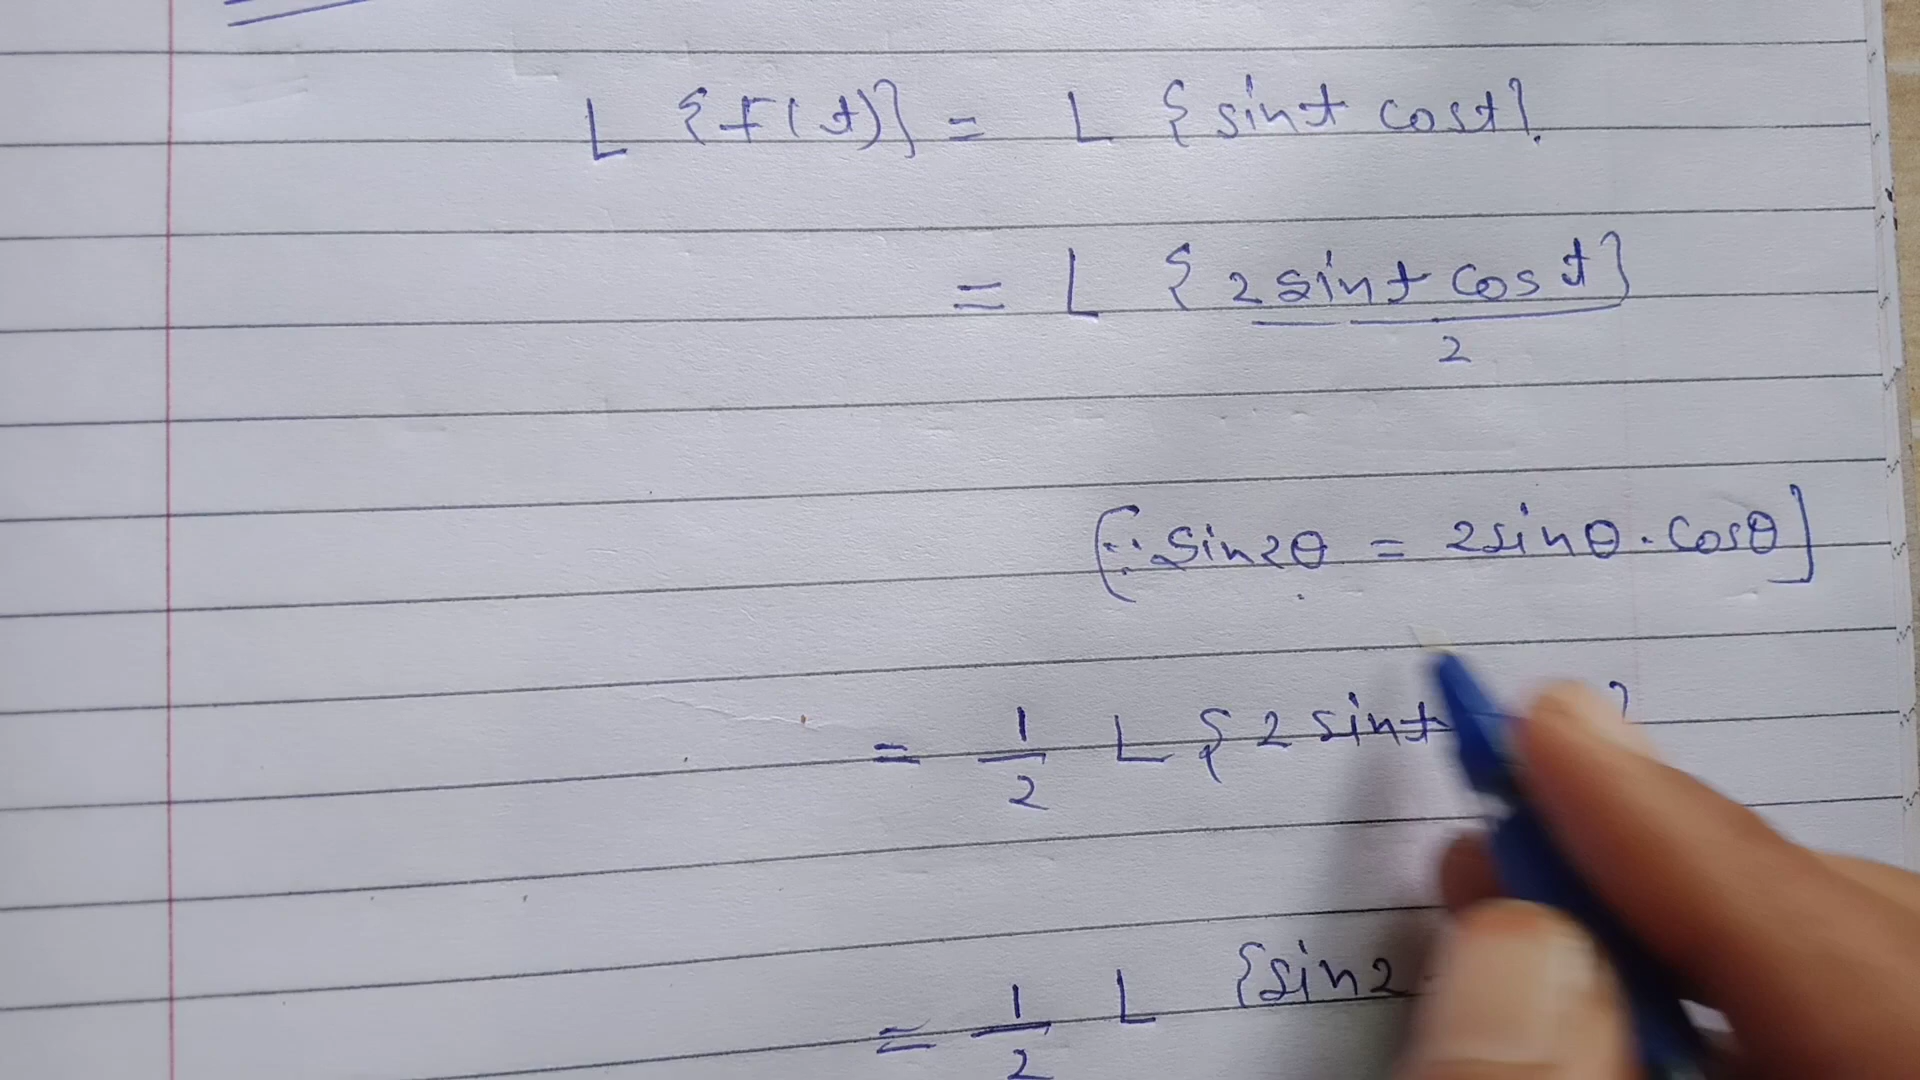 L {f(t)} = L {sint cost}.
= L {2sint cost}
2
[∵ sin2θ = 2sinθ . cosθ]
= 1/2 L {2 sint }
= 1/2 L {sin2